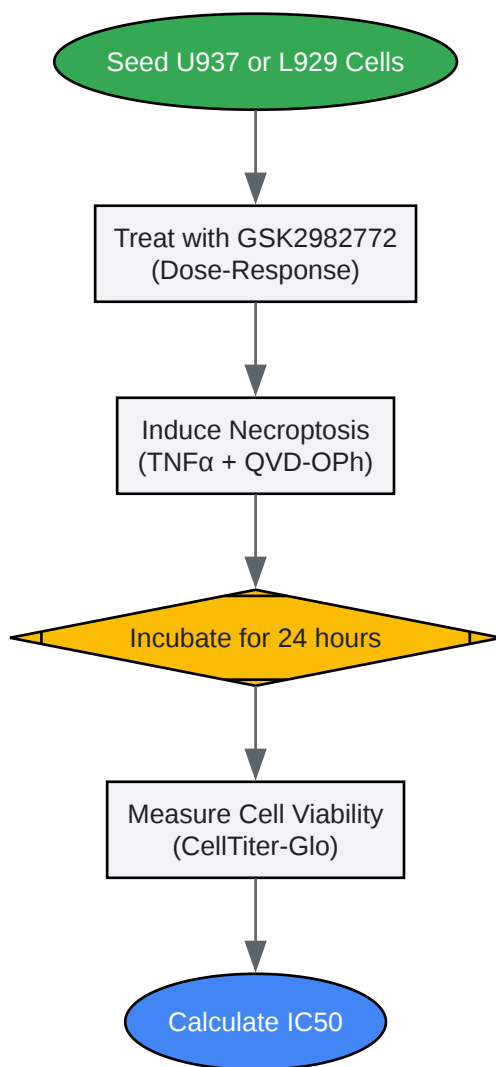 Seed U937 or L929 Cells
Treat with GSK2982772
(Dose-Response)
Induce Necroptosis
(TNFα + QVD-OPh)
Incubate for 24 hours
Measure Cell Viability
(CellTiter-Glo)
Calculate IC50